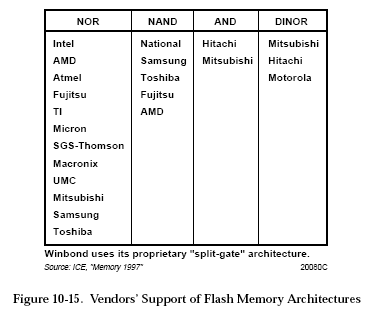 NOR NAND AND DINOR
Intel National Hitachi Mitsubishi
AMD Samsung Mitsubishi Hitachi
Atmel Toshiba Motorola
Fujitsu Fujitsu
TI AMD
Micron
SGS-Thomson
Macronix
UMC
Mitsubishi
Samsung
Toshiba
Winbond uses its proprietary "split-gate" architecture.
Source: ICE, "Memory 1997" 20080C
Figure 10-15. Vendors' Support of Flash Memory Architectures